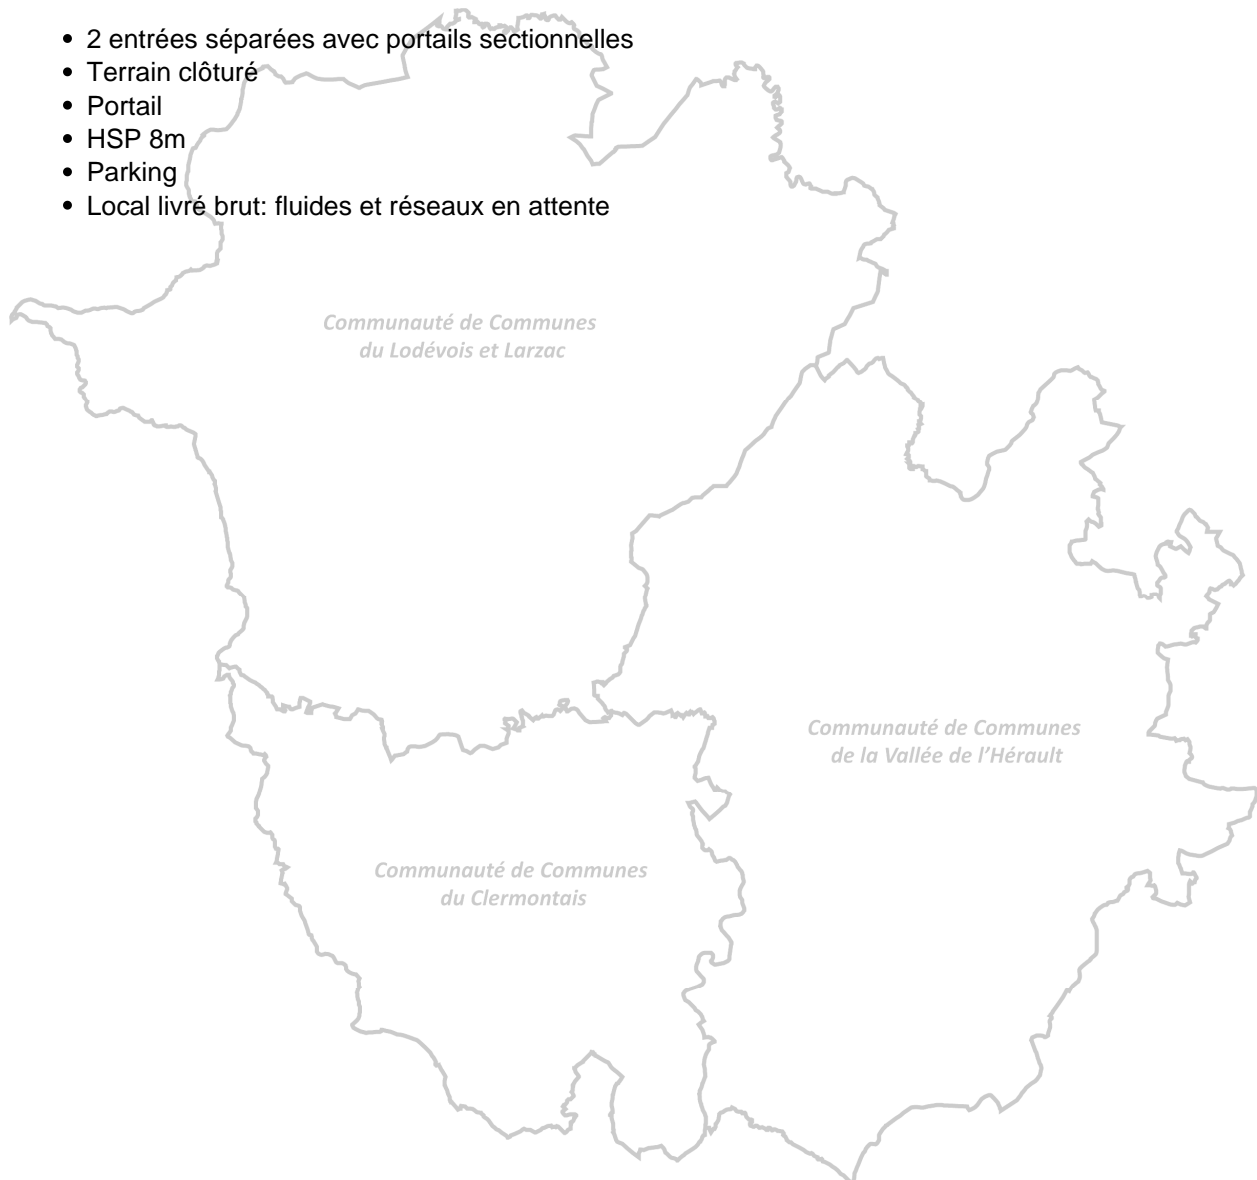 • 2 entrées séparées avec portails sectionnelles
• Terrain clôturé
• Portail
• HSP 8m
• Parking
• Local livré brut: fluides et réseaux en attente
Communauté de Communes
du Lodévois et Larzac
Communauté de Communes
de la Vallée de l'Hérault
Communauté de Communes
du Clermontais